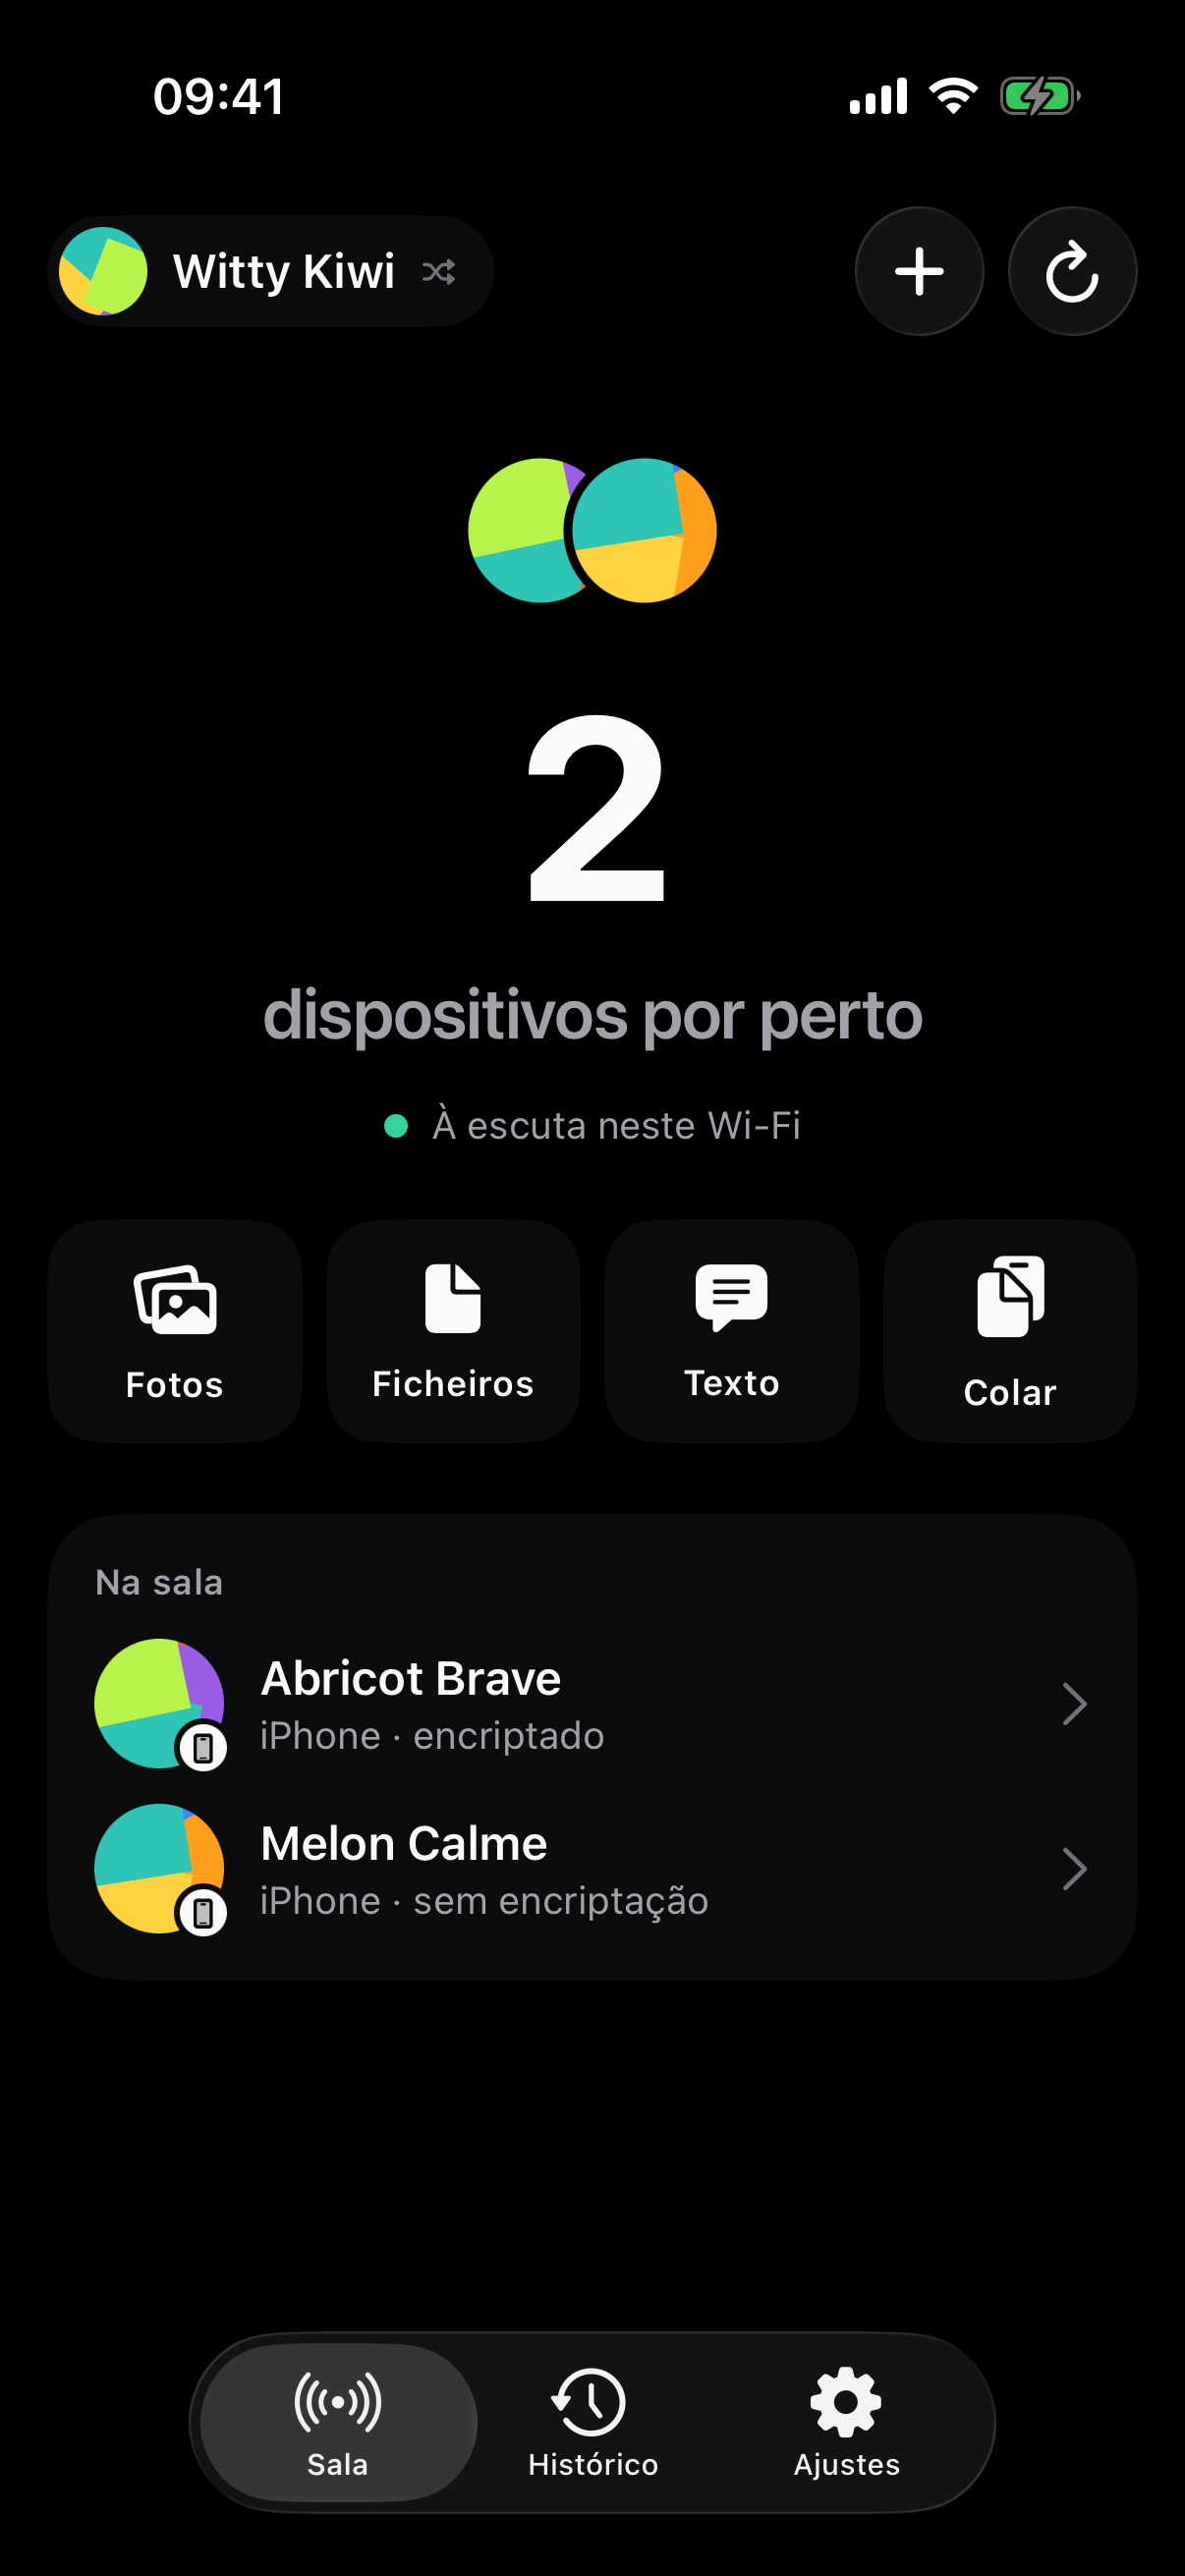 09:41
Witty Kiwi
2
dispositivos por perto
À escuta neste Wi-Fi
Fotos
Ficheiros
Texto
Colar
Na sala
Abricot Brave
iPhone · encriptado
Melon Calme
iPhone · sem encriptação
Sala
Histórico
Ajustes